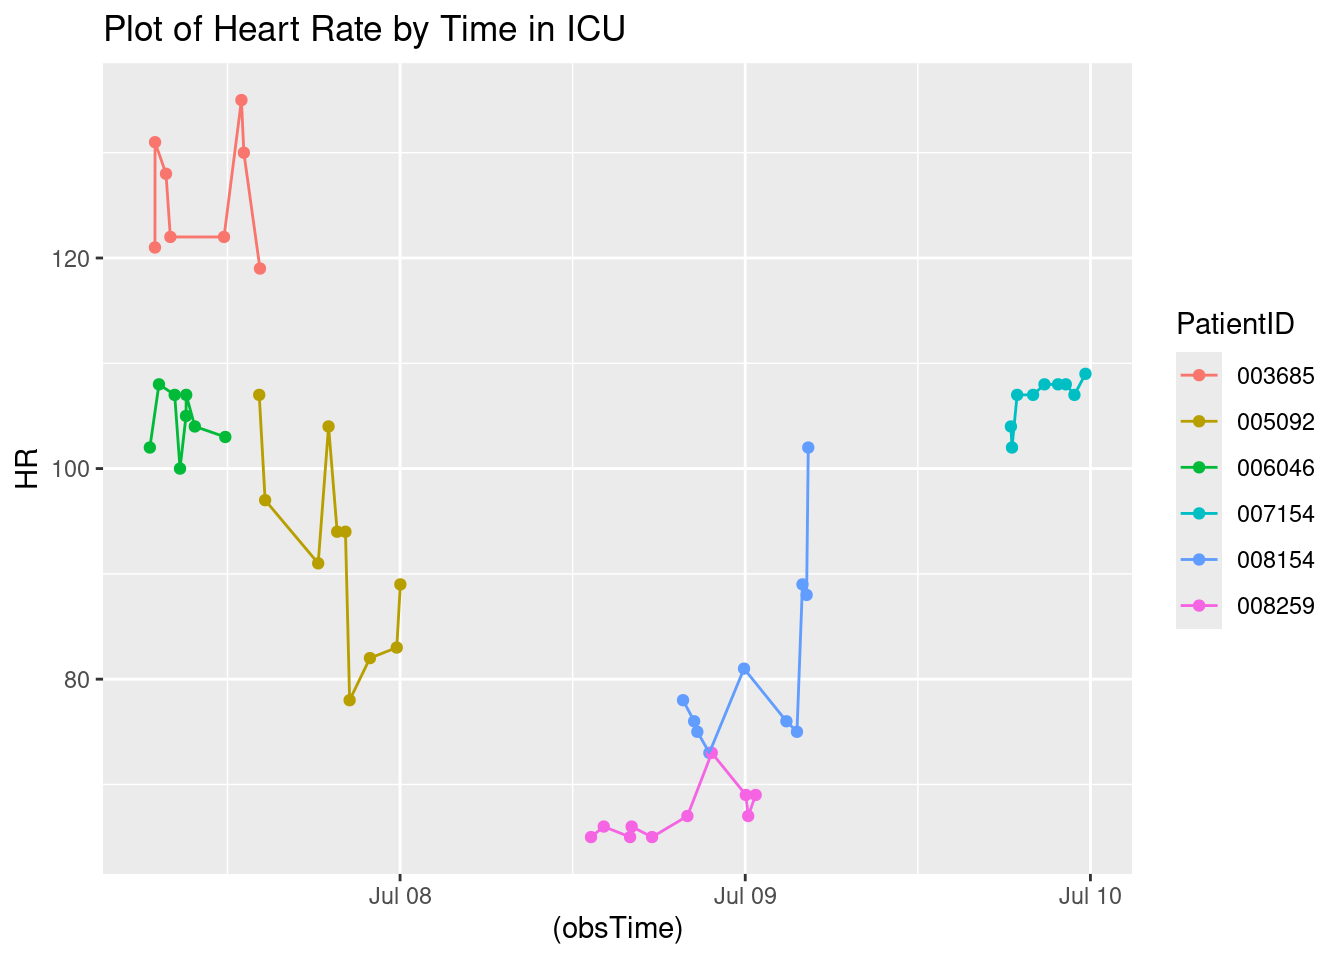 Plot of Heart Rate by Time in ICU
HR
120
100
80
Jul 08
Jul 09
Jul 10
(obsTime)
PatientID
003685
005092
006046
007154
008154
008259